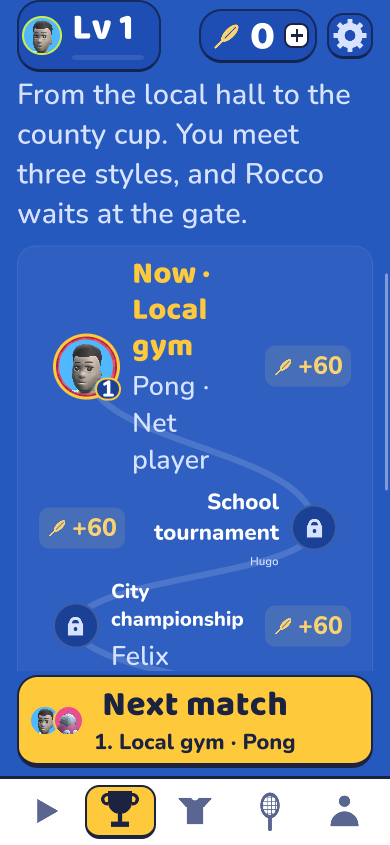 Lv 1
0
From the local hall to the
county cup. You meet
three styles, and Rocco
waits at the gate.
Now ·
Local
gym
1
Pong ·
Net
player
+60
+60
School
tournament
Hugo
City
championship
Felix
+60
Next match
1. Local gym · Pong